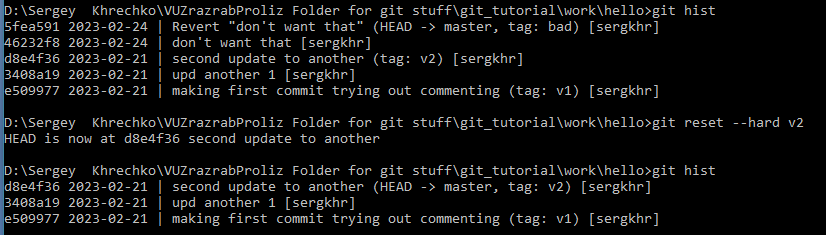 D:\Sergey  Khrechko\VUZrazrabProliz Folder for git stuff\git_tutorial\work\hello>git hist
5fea591 2023-02-24 | Revert "don't want that" (HEAD -> master, tag: bad) [sergkhr]
46232f8 2023-02-24 | don't want that [sergkhr]
d8e4f36 2023-02-21 | second update to another (tag: v2) [sergkhr]
3408a19 2023-02-21 | upd another 1 [sergkhr]
e509977 2023-02-21 | making first commit trying out commenting (tag: v1) [sergkhr]
D:\Sergey  Khrechko\VUZrazrabProliz Folder for git stuff\git_tutorial\work\hello>git reset --hard v2
HEAD is now at d8e4f36 second update to another
D:\Sergey  Khrechko\VUZrazrabProliz Folder for git stuff\git_tutorial\work\hello>git hist
d8e4f36 2023-02-21 | second update to another (HEAD -> master, tag: v2) [sergkhr]
3408a19 2023-02-21 | upd another 1 [sergkhr]
e509977 2023-02-21 | making first commit trying out commenting (tag: v1) [sergkhr]